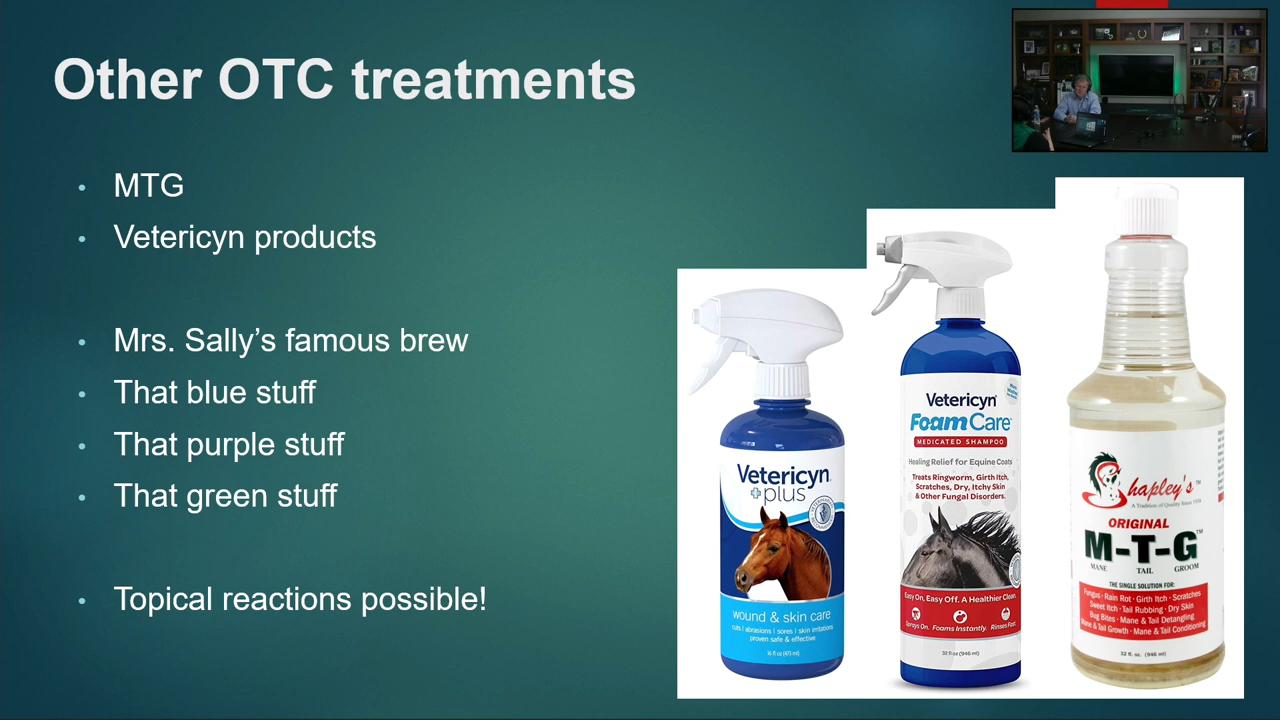 Other OTC treatments
• MTG
• Vetericyn products
• Mrs. Sally’s famous brew
• That blue stuff
• That purple stuff
• That green stuff
• Topical reactions possible!
Vetericyn
+plus
wound & skin care
cuts | abrasions | sores | skin irritations
proven safe & effective
16 fl oz (473 ml)
Vetericyn
FoamCare
MEDICATED SHAMPOO
Healing Relief for Equine Coats
Treats Ringworm, Girth Itch,
Scratches, Dry, Itchy Skin
& Other Fungal Disorders.
Easy On, Easy Off. A Healthier Clean.
Sprays On. Foams Instantly. Rinses Fast.
32 fl oz (946 ml)
Shapley's™
A Tradition of Quality Since 1938
ORIGINAL
M-T-G™
MANE TAIL GROOM
THE SINGLE SOLUTION FOR:
Fungus · Rain Rot · Girth Itch · Scratches
Sweet Itch · Tail Rubbing · Dry Skin
Bug Bites · Mane & Tail Detangling
Mane & Tail Growth · Mane & Tail Conditioning
32 fl. oz. (946 ml)